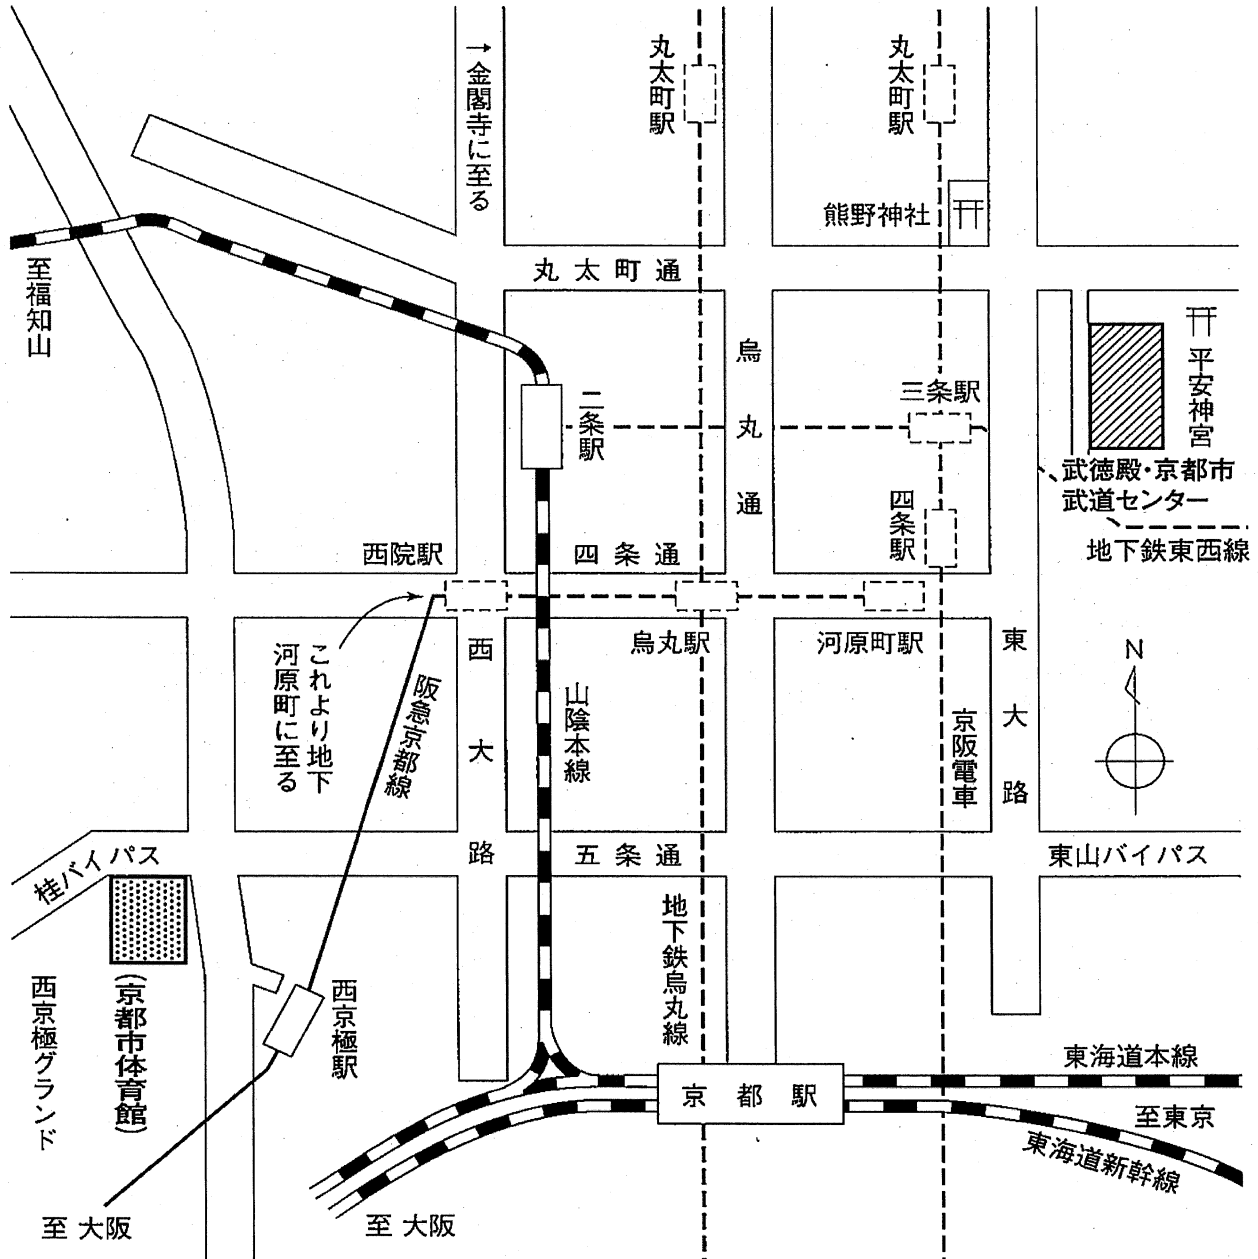 ↑金閣寺に至る
丸太町駅
丸太町駅
熊野神社
丸太町通
至福知山
烏丸通
平安神宮
二条駅
三条駅
武徳殿・京都市
武道センター
四条駅
地下鉄東西線
西院駅
四条通
烏丸駅
河原町駅
これより地下
河原町に至る
阪急京都線
西大路
山陰本線
京阪電車
東大路
N
桂バイパス
五条通
東山バイパス
地下鉄烏丸線
西京極グランド
(京都市体育館)
西京極駅
京都駅
東海道本線
至東京
東海道新幹線
至 大阪
至 大阪